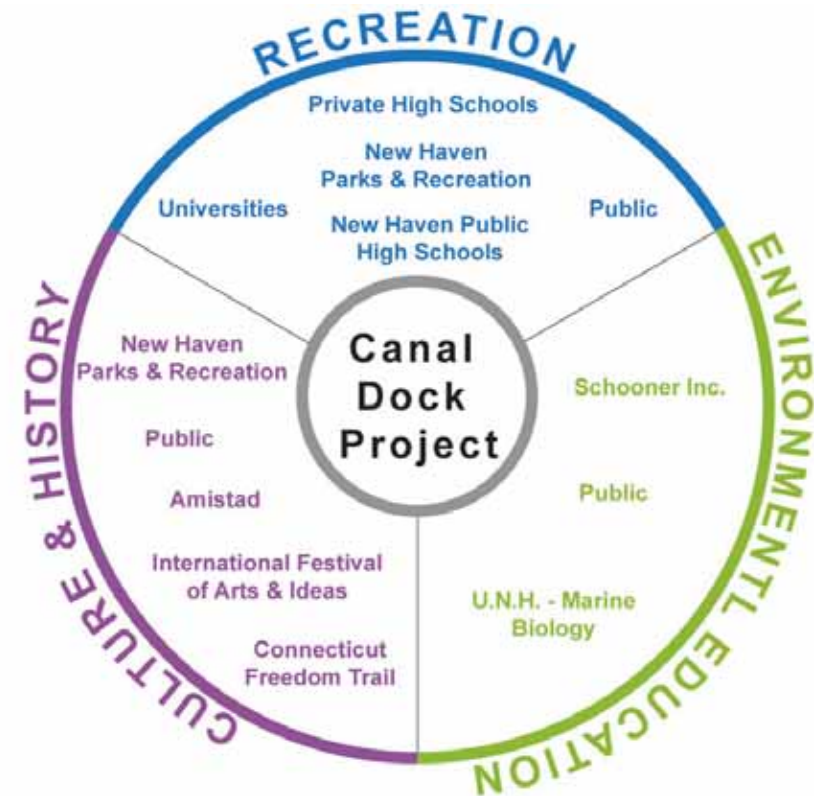 RECREATION
Private High Schools
New Haven
Parks & Recreation
Universities
New Haven Public
High Schools
Public
ENVIRONMENTL EDUCATION
Schooner Inc.
Public
U.N.H. - Marine
Biology
CULTURE & HISTORY
New Haven
Parks & Recreation
Public
Amistad
International Festival
of Arts & Ideas
Connecticut
Freedom Trail
Canal
Dock
Project